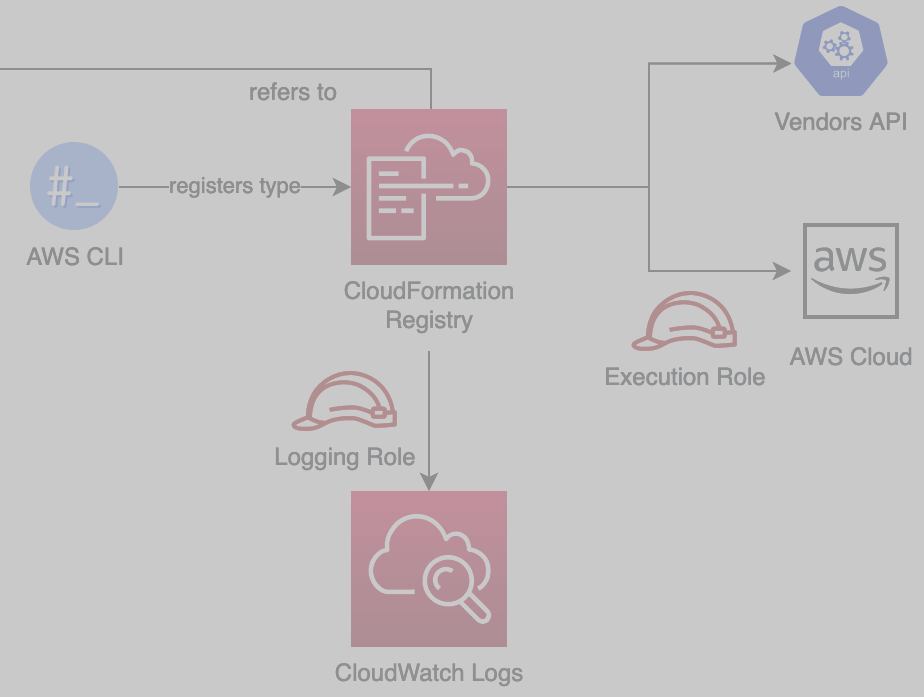 refers to
api
Vendors API
#_
registers type
AWS CLI
aws
CloudFormation
Registry
AWS Cloud
Execution Role
Logging Role
CloudWatch Logs